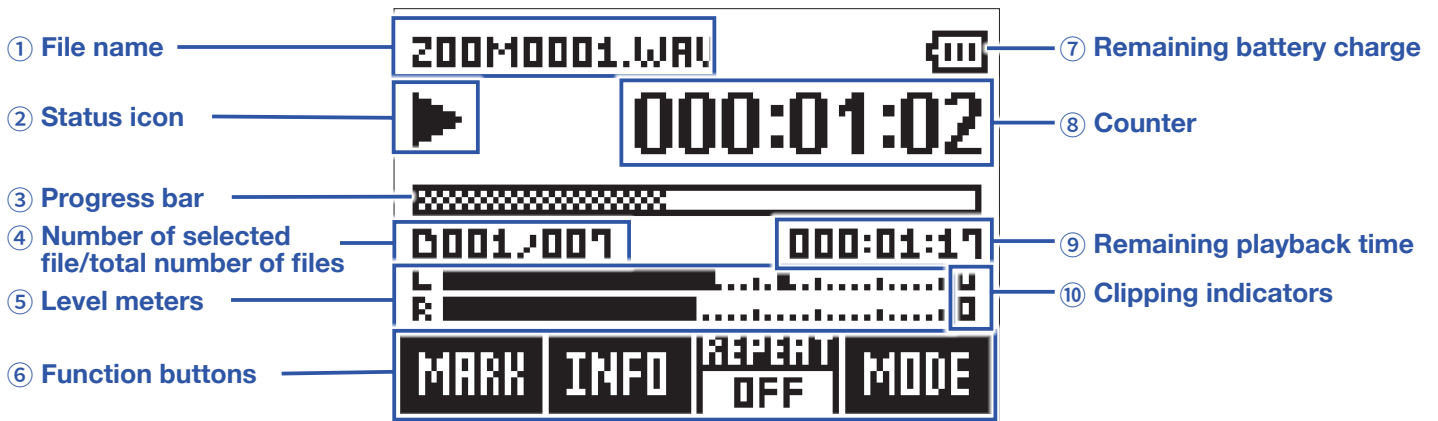 ① File name
ZOOM0001.WAV
⑦ Remaining battery charge
② Status icon
000:01:02
⑧ Counter
③ Progress bar
④ Number of selected
file/total number of files
001/007
000:01:17
⑨ Remaining playback time
⑤ Level meters
L
R
⑩ Clipping indicators
⑥ Function buttons
MARK
INFO
REPEAT
OFF
MODE